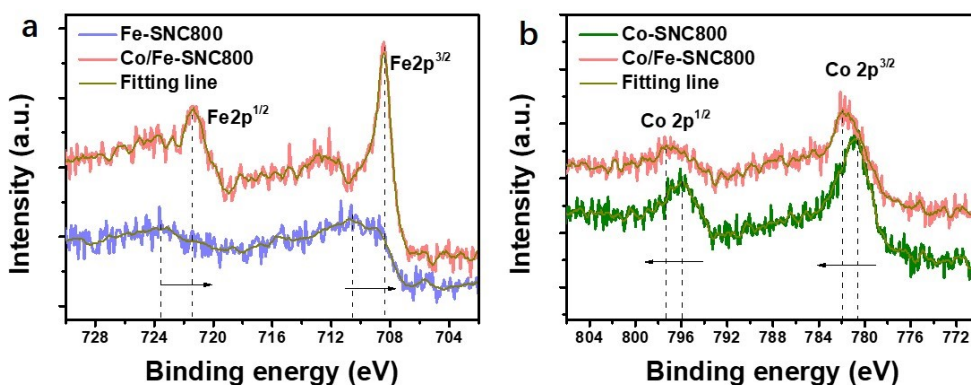 a
Fe-SNC800
Co/Fe-SNC800
Fitting line
Fe2p3/2
Fe2p1/2
Intensity (a.u.)
728 724 720 716 712 708 704
Binding energy (eV)
b
Co-SNC800
Co/Fe-SNC800
Fitting line
Co 2p3/2
Co 2p1/2
Intensity (a.u.)
804 800 796 792 788 784 780 776 772
Binding energy (eV)